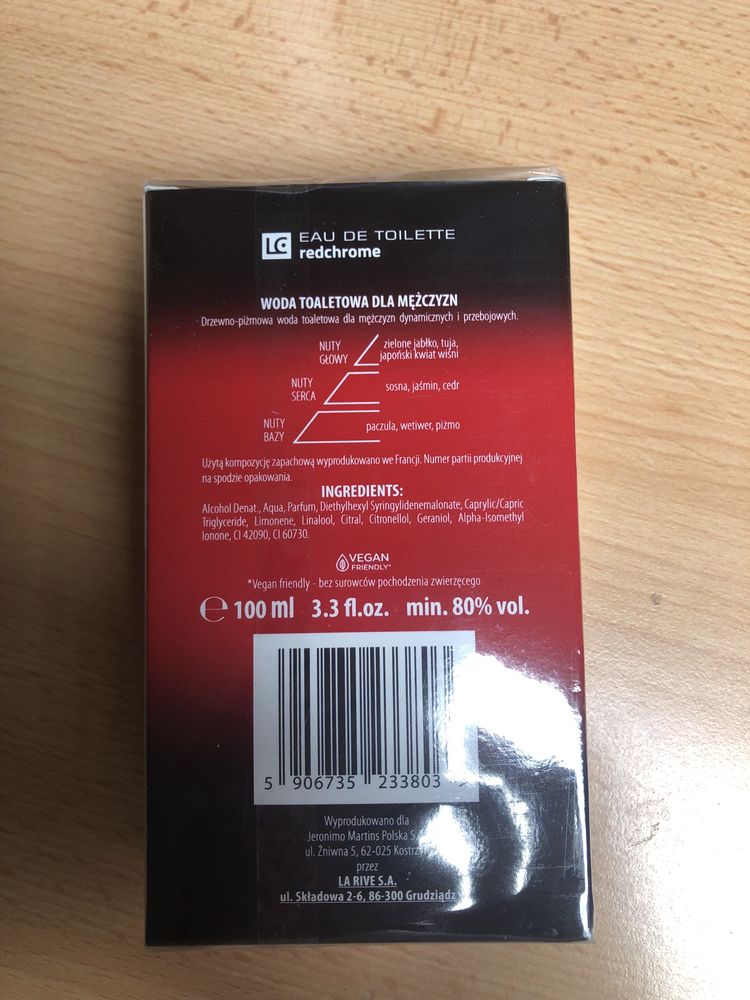 LC EAU DE TOILETTE
redchrome
WODA TOALETOWA DLA MĘŻCZYZN
Drzewno-piżmowa woda toaletowa dla mężczyzn dynamicznych i przebojowych.
NUTY GŁOWY
zielone jabłko, tuja,
japoński kwiat wiśni
NUTY SERCA
sosna, jaśmin, cedr
NUTY BAZY
paczula, wetiwer, piżmo
Użytą kompozycję zapachową wyprodukowano we Francji. Numer partii produkcyjnej
na spodzie opakowania.
INGREDIENTS:
Alcohol Denat., Aqua, Parfum, Diethylhexyl Syringylidenemalonate, Caprylic/Capric
Triglyceride, Limonene, Linalool, Citral, Citronellol, Geraniol, Alpha-Isomethyl
Ionone, CI 42090, CI 60730.
VEGAN
FRIENDLY*
*Vegan friendly - bez surowców pochodzenia zwierzęcego
℮ 100 ml 3.3 fl.oz. min. 80% vol.
5 906735 233803 >
Wyprodukowano dla
Jeronimo Martins Polska S.
ul. Żniwna 5, 62-025 Kostrz
przez
LA RIVE S.A.
ul. Składowa 2-6, 86-300 Grudziądz